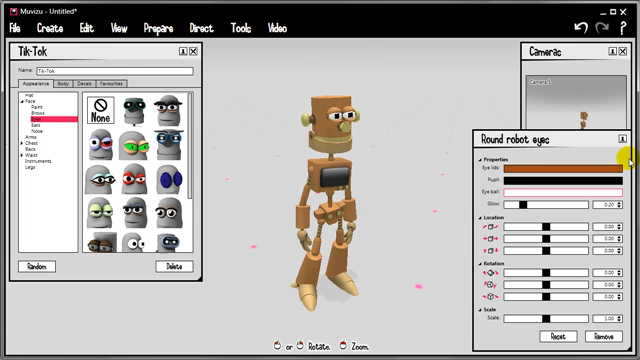 Muvizu - Untitled*
File Create Edit View Prepare Direct Tools Video
Tik-Tok
Name: Tik-Tok
Appearance Body Decals Favourites
Hat
Face
Paint
Brows
Eyes
Ears
Nose
Arms
Chest
Back
Waist
Instruments
Legs
None
Random
Delete
or Rotate. Zoom.
Cameras
Camera 1
Round robot eyes
Properties
Eye lids:
Pupil:
Eye ball:
Glow: 0.20
Location
0.00
0.00
0.00
Rotation
0.00
0.00
0.00
Scale
Scale: 1.00
Reset
Remove